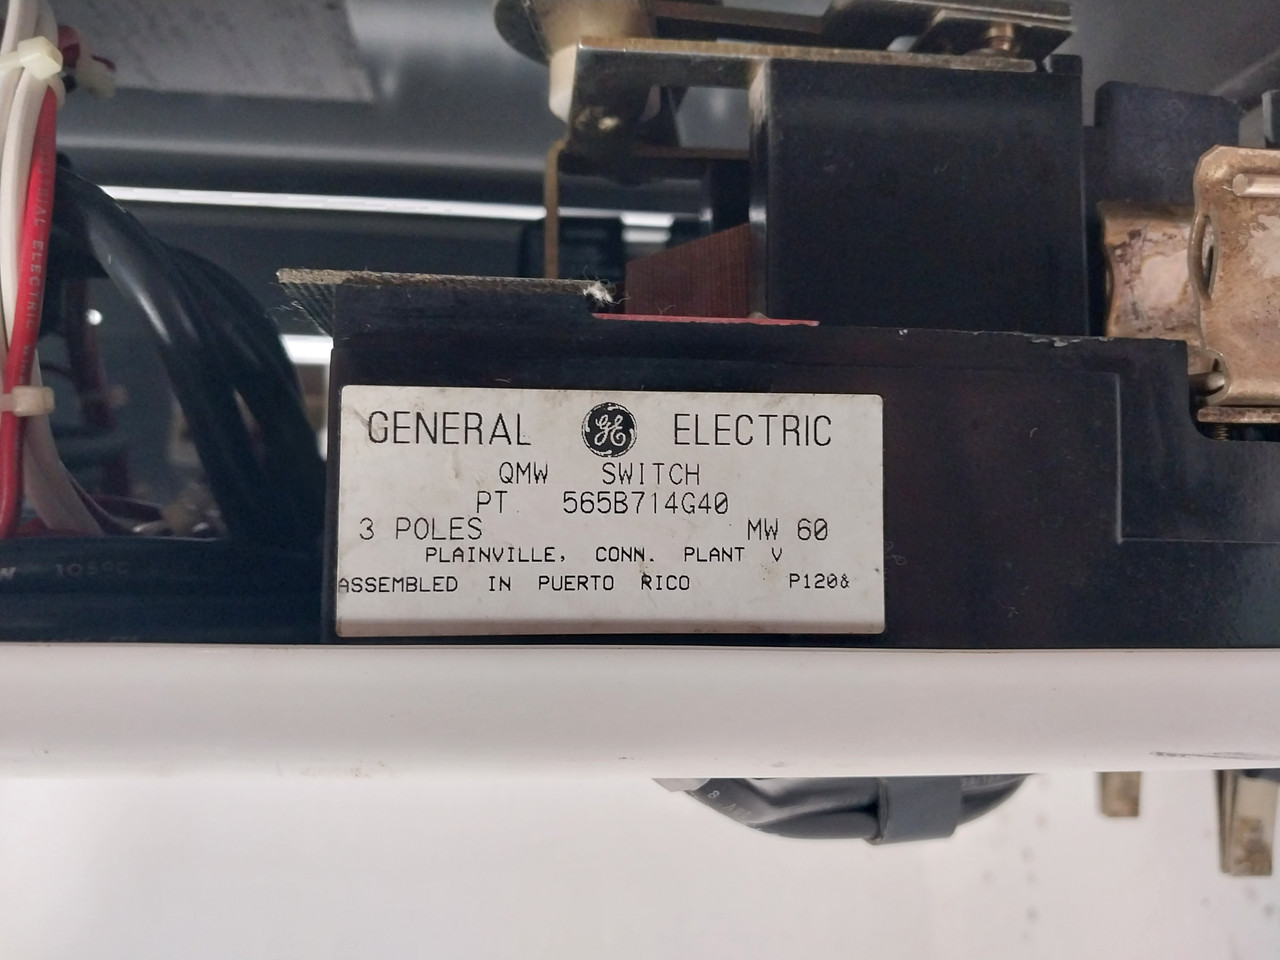 GENERAL GE ELECTRIC
QMW SWITCH
PT 565B714G40
3 POLES MW 60
PLAINVILLE, CONN. PLANT V
ASSEMBLED IN PUERTO RICO P120&
105°C